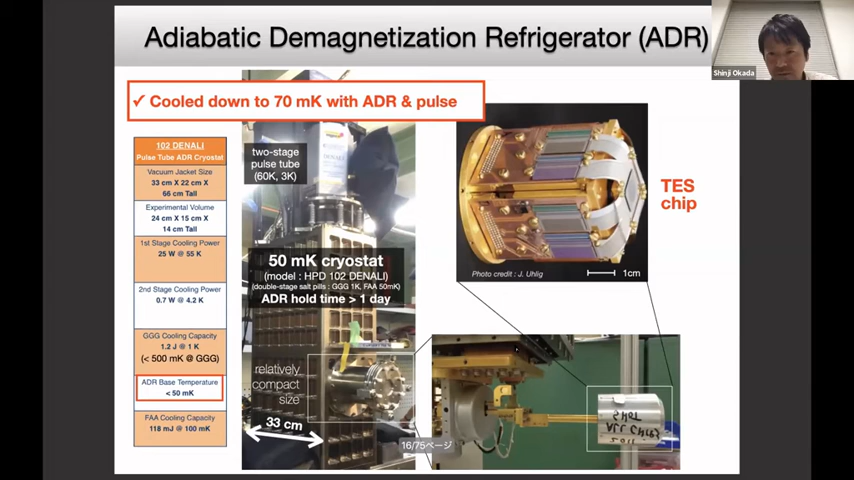 Adiabatic Demagnetization Refrigerator (ADR)
Shinji Okada
✓ Cooled down to 70 mK with ADR & pulse
102 DENALI
Pulse Tube ADR Cryostat
Vacuum Jacket Size
33 cm X 22 cm X
66 cm Tall
Experimental Volume
24 cm X 15 cm X
14 cm Tall
1st Stage Cooling Power
25 W @ 55 K
2nd Stage Cooling Power
0.7 W @ 4.2 K
GGG Cooling Capacity
1.2 J @ 1 K
(< 500 mK @ GGG)
ADR Base Temperature
< 50 mK
FAA Cooling Capacity
118 mJ @ 100 mK
two-stage
pulse tube
(60K, 3K)
DENALI
50 mK cryostat
(model : HPD 102 DENALI)
(double-stage salt pills : GGG 1K, FAA 50mK)
ADR hold time > 1 day
relatively
compact
size
33 cm
TES
chip
Photo credit : J. Uhlig
1cm
16/75ページ